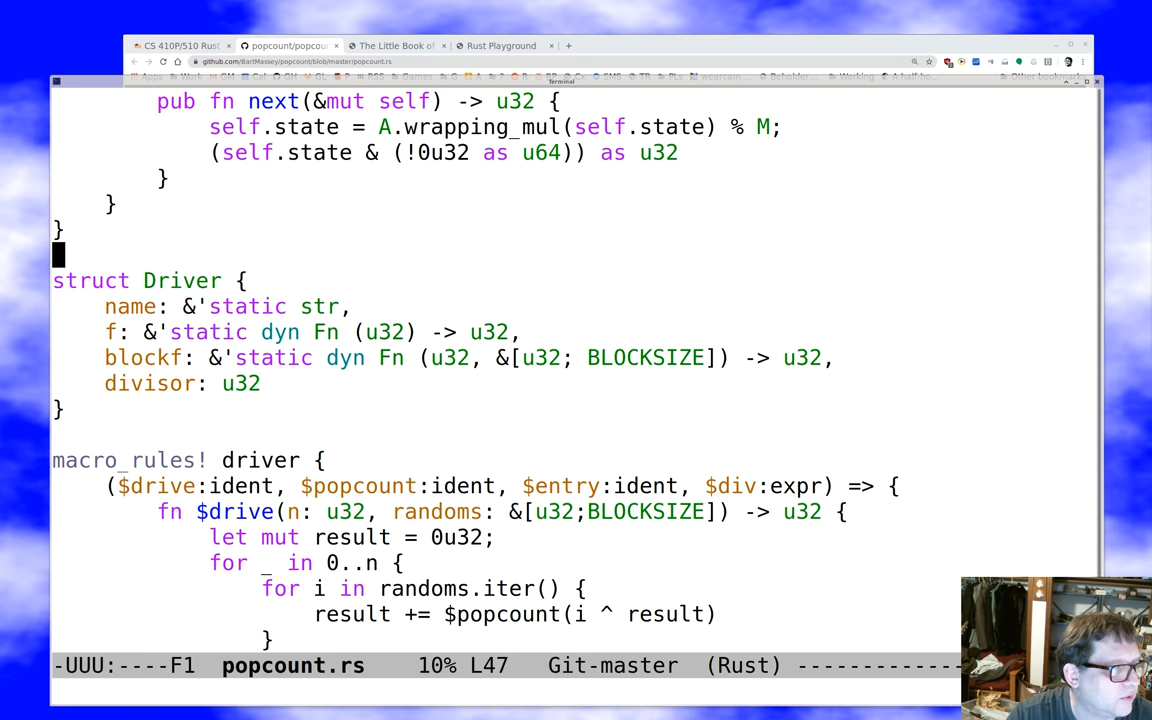 CS 410P/510 Rust × popcount/popcou × The Little Book of × Rust Playground × +
github.com/BartMassey/popcount/blob/master/popcount.rs
Terminal
pub fn next(&mut self) -> u32 {
self.state = A.wrapping_mul(self.state) % M;
(self.state & (!0u32 as u64)) as u32
}
}
}
struct Driver {
name: &'static str,
f: &'static dyn Fn (u32) -> u32,
blockf: &'static dyn Fn (u32, &[u32; BLOCKSIZE]) -> u32,
divisor: u32
}
macro_rules! driver {
($drive:ident, $popcount:ident, $entry:ident, $div:expr) => {
fn $drive(n: u32, randoms: &[u32;BLOCKSIZE]) -> u32 {
let mut result = 0u32;
for _ in 0..n {
for i in randoms.iter() {
result += $popcount(i ^ result)
}
-UUU:----F1 popcount.rs 10% L47 Git-master (Rust) -------------